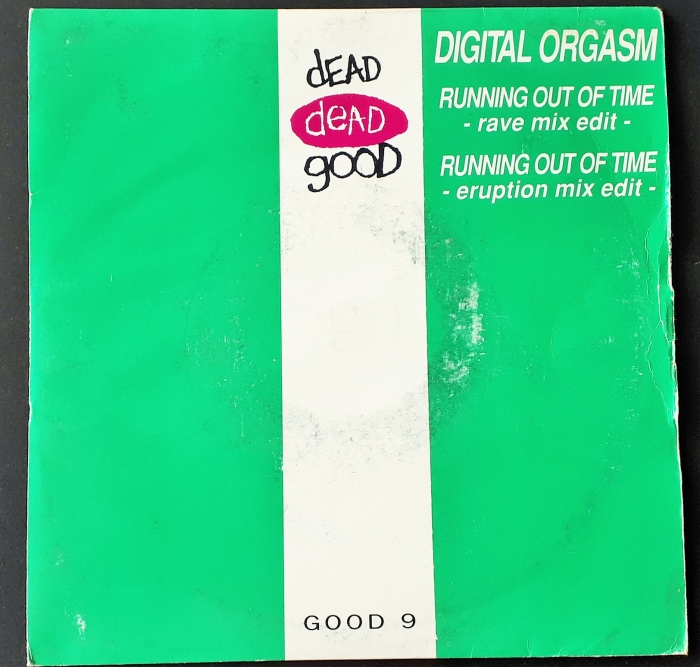 dEAD
deAD
gooD
DIGITAL ORGASM
RUNNING OUT OF TIME
- rave mix edit -
RUNNING OUT OF TIME
- eruption mix edit -
GOOD 9